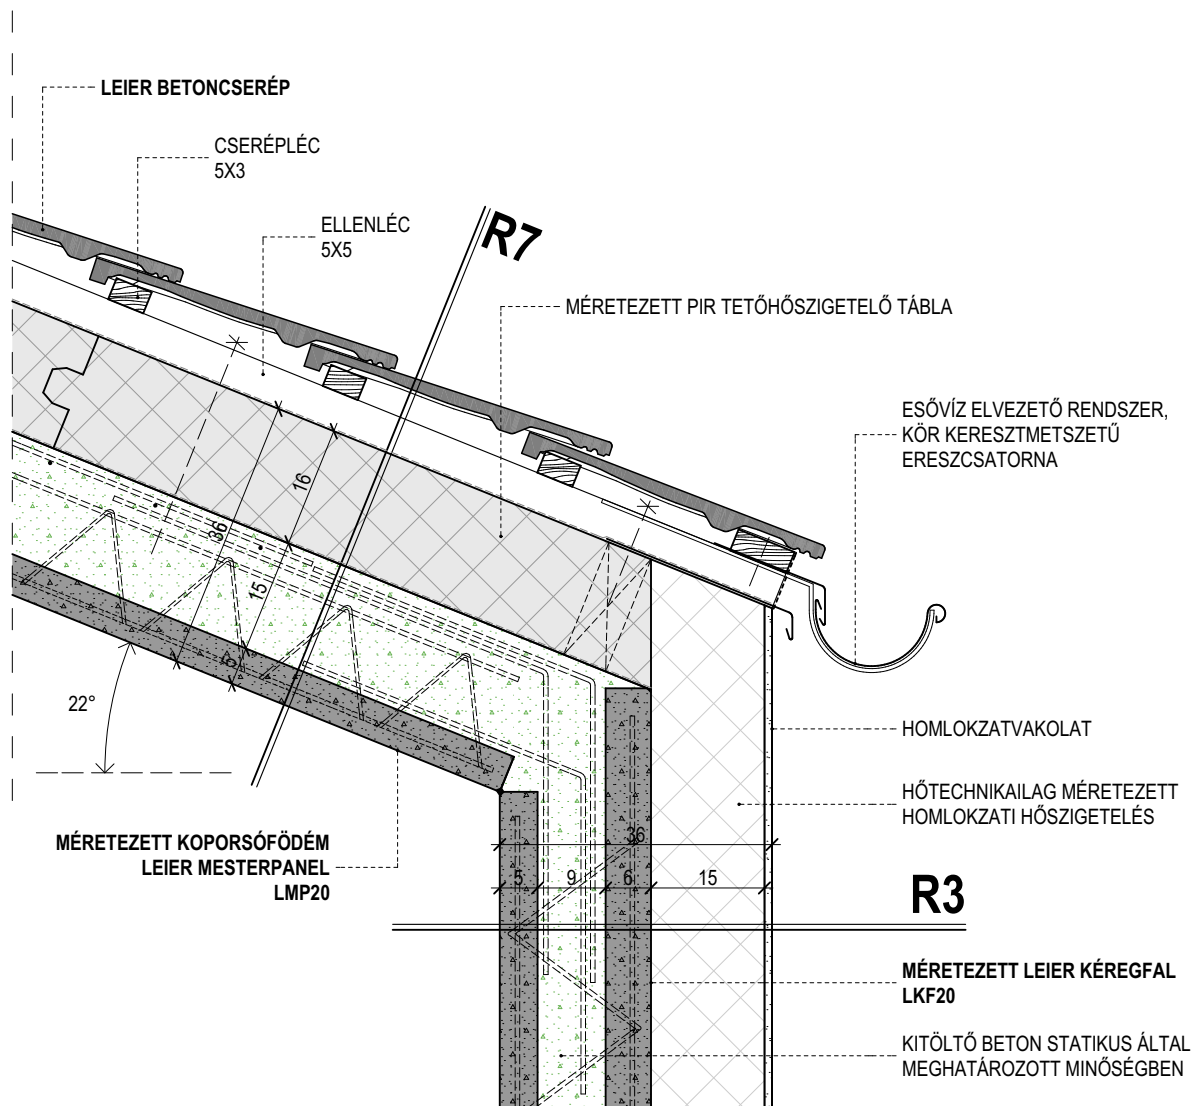 LEIER BETONCSERÉP
CSERÉPLÉC
5X3
ELLENLÉC
5X5
R7
MÉRETEZETT PIR TETŐHŐSZIGETELŐ TÁBLA
ESŐVÍZ ELVEZETŐ RENDSZER,
KÖR KERESZTMETSZETŰ
ERESZCSATORNA
16
36
15
5
22°
HOMLOKZATVAKOLAT
HŐTECHNIKAILAG MÉRETEZETT
HOMLOKZATI HŐSZIGETELÉS
MÉRETEZETT KOPORSÓFÖDÉM
LEIER MESTERPANEL
LMP20
36
5
9
6
15
R3
MÉRETEZETT LEIER KÉREGFAL
LKF20
KITÖLTŐ BETON STATIKUS ÁLTAL
MEGHATÁROZOTT MINŐSÉGBEN